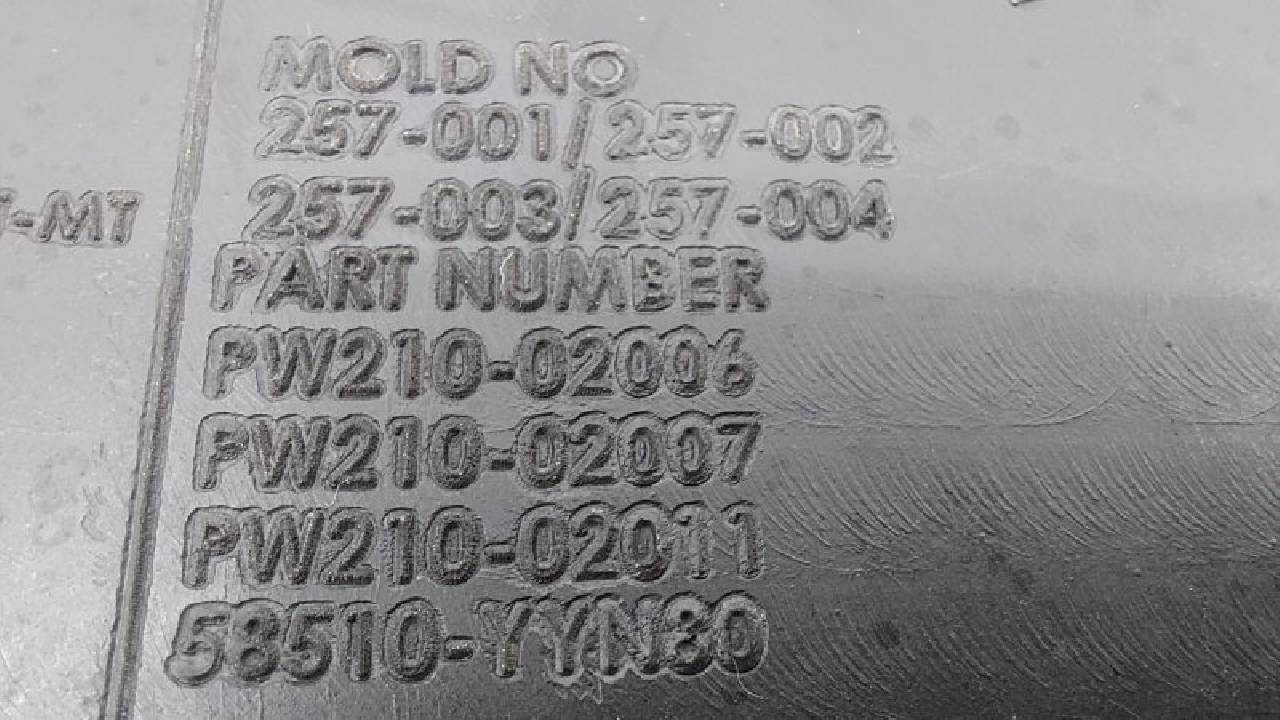 MOLD NO
257-001/257-002
257-003/257-004
-MT
PART NUMBER
PW210-02006
PW210-02007
PW210-02011
58510-YYN30